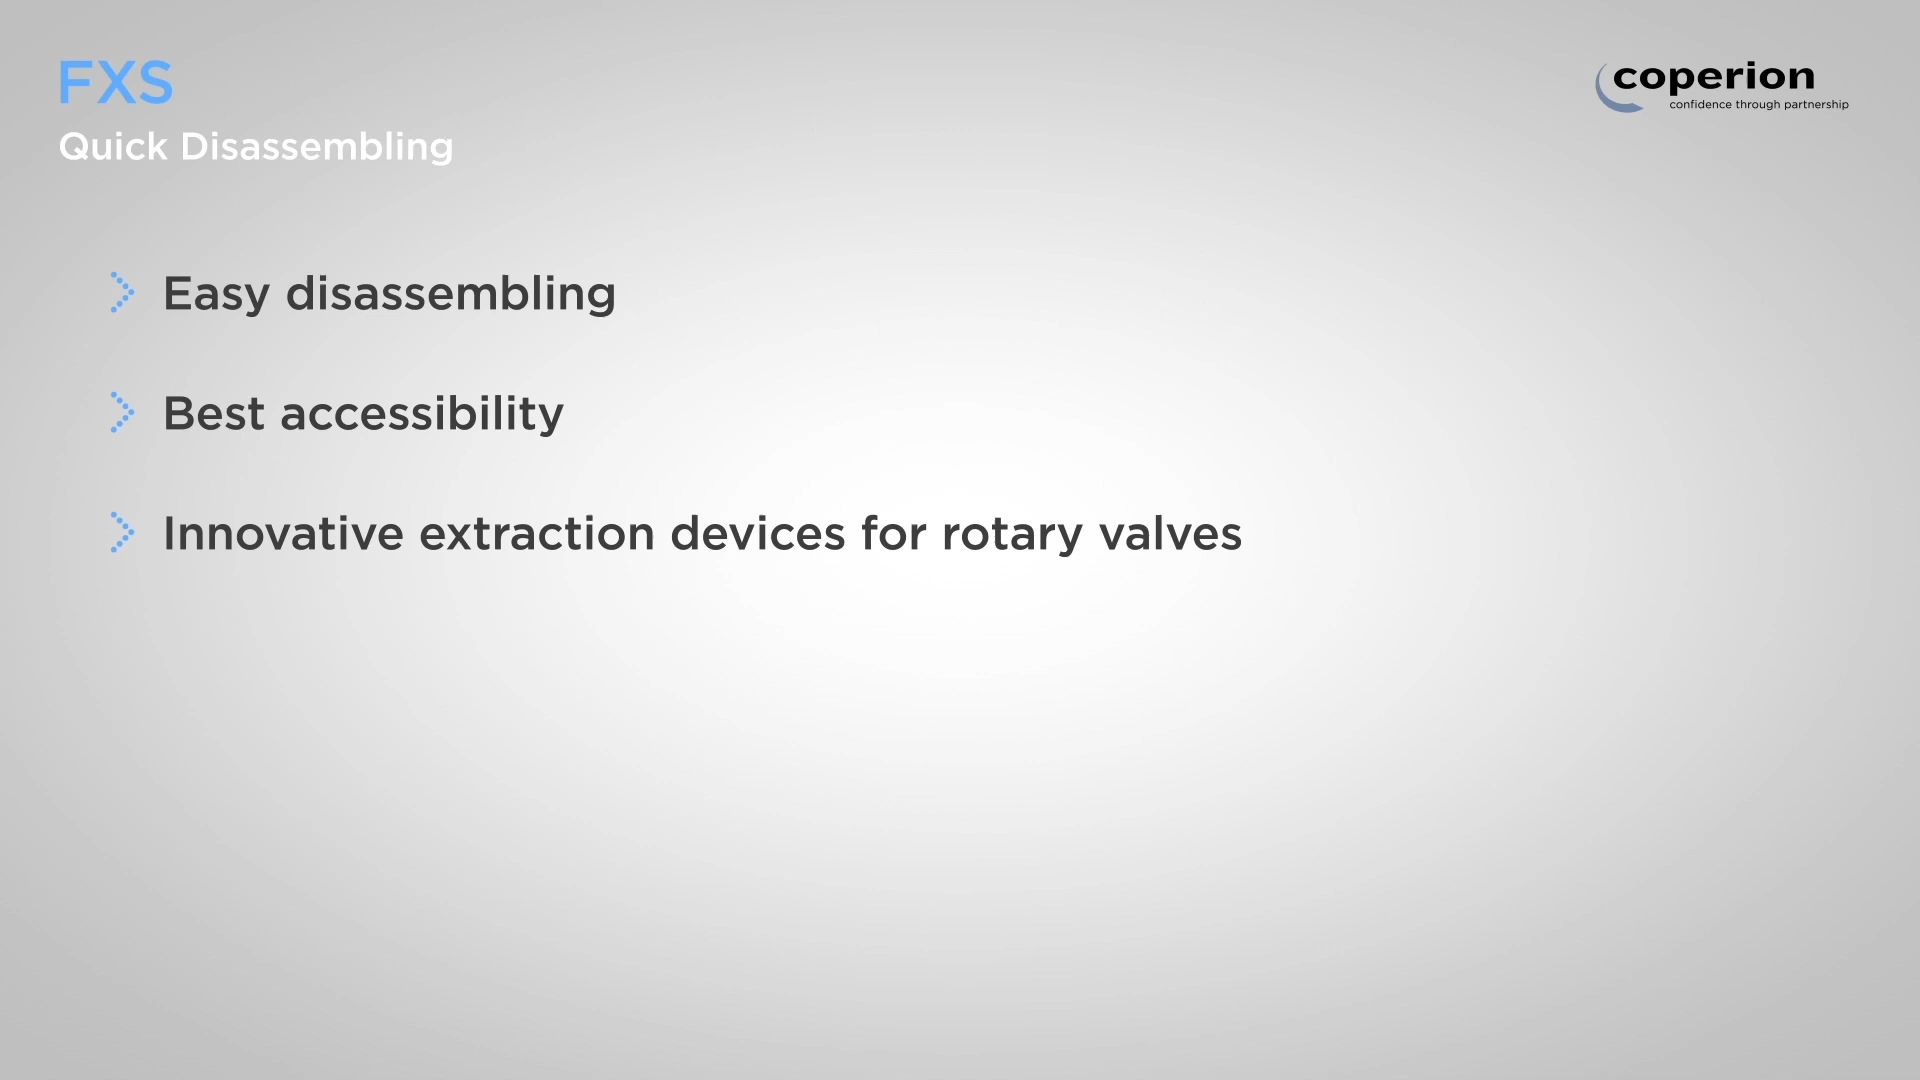 FXS
Quick Disassembling
coperion
confidence through partnership
Easy disassembling
Best accessibility
Innovative extraction devices for rotary valves